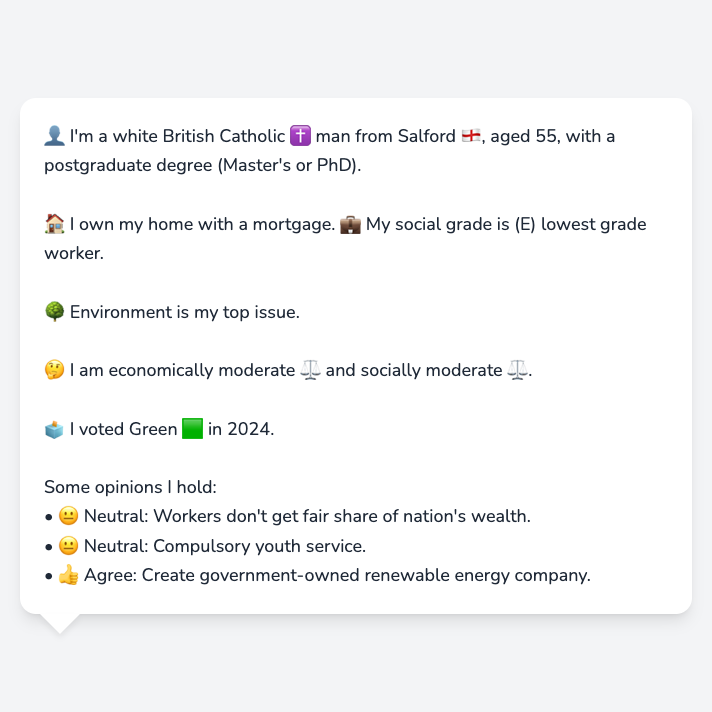 👤 I'm a white British Catholic ✝️ man from Salford 🏴󠁧󠁢󠁥󠁮󠁧󠁿, aged 55, with a
postgraduate degree (Master's or PhD).
🏠 I own my home with a mortgage. 💼 My social grade is (E) lowest grade
worker.
🌳 Environment is my top issue.
🤔 I am economically moderate ⚖️ and socially moderate ⚖️.
🗳️ I voted Green 🟩 in 2024.
Some opinions I hold:
• 😐 Neutral: Workers don't get fair share of nation's wealth.
• 😐 Neutral: Compulsory youth service.
• 👍 Agree: Create government-owned renewable energy company.